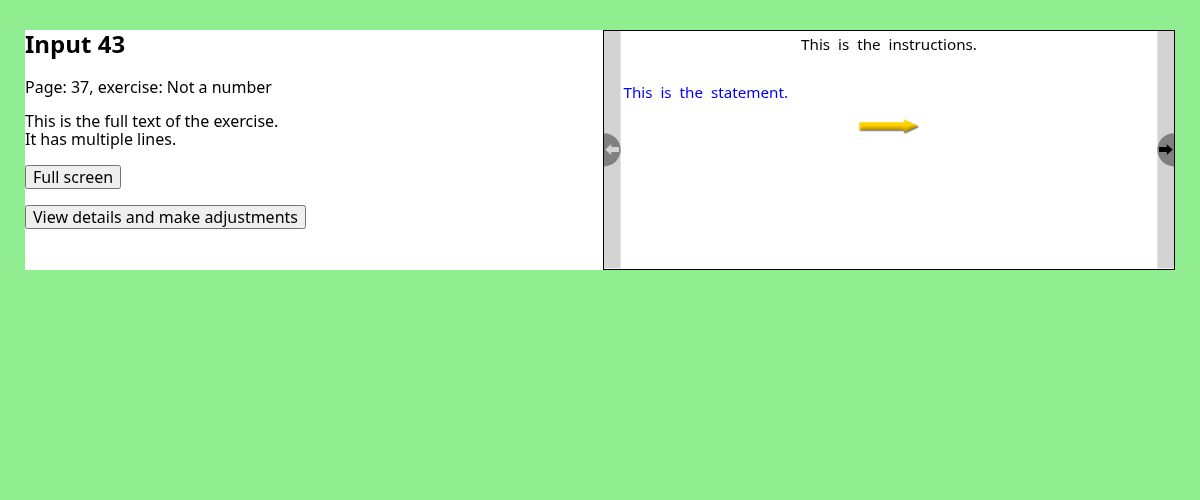 Input 43
Page: 37, exercise: Not a number
This is the full text of the exercise.
It has multiple lines.
Full screen
View details and make adjustments
This is the instructions.
This is the statement.